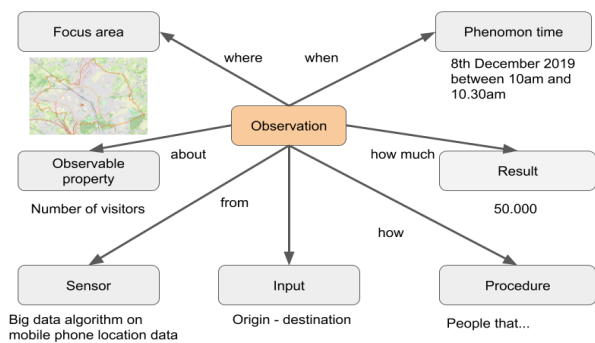 Focus area
Phenomon time
where
when
8th December 2019
between 10am and
10.30am
Observation
about
how much
Observable
property
Result
Number of visitors
from
50.000
how
Sensor
Input
Procedure
Big data algorithm on
mobile phone location data
Origin - destination
People that...